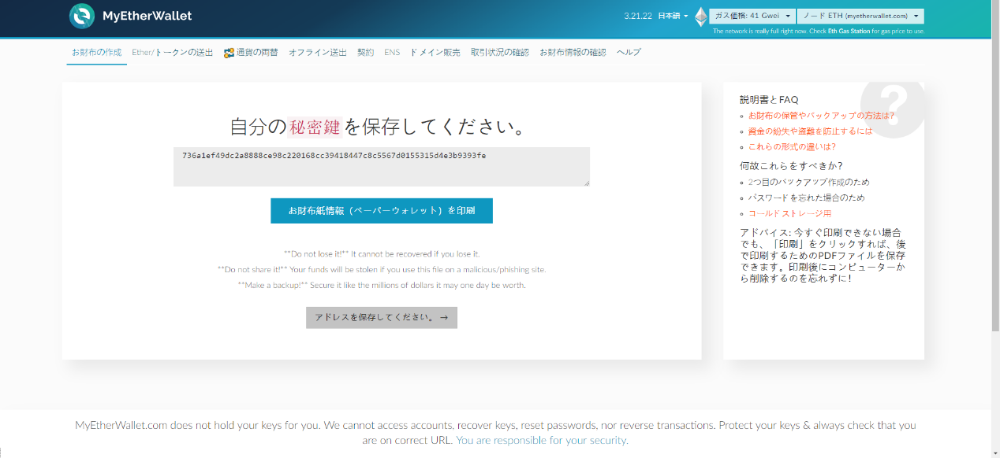 MyEtherWallet
3.21.22 日本語 ガス価格: 41 Gwei ノード ETH (myetherwallet.com)
The network is really full right now. Check Eth Gas Station for gas price to use.
お財布の作成 Ether/トークンの送出 通貨の両替 オフライン送出 契約 ENS ドメイン販売 取引状況の確認 お財布情報の確認 ヘルプ
自分の秘密鍵を保存してください。
736a1ef49dc2a8888ce98c220168cc39418447c8c5567d0155315d4e3b9393fe
お財布紙情報（ペーパーウォレット）を印刷
**Do not lose it!** It cannot be recovered if you lose it.
**Do not share it!** Your funds will be stolen if you use this file on a malicious/phishing site.
**Make a backup!** Secure it like the millions of dollars it may one day be worth.
アドレスを保存してください。 →
?
説明書とFAQ
お財布の保管やバックアップの方法は?
資金の紛失や盗難を防止するには
これらの形式の違いは?
何故これらをすべきか?
2つ目のバックアップ作成のため
パスワードを忘れた場合のため
コールドストレージ用
アドバイス: 今すぐ印刷できない場合
でも、「印刷」をクリックすれば、後
で印刷するためのPDFファイルを保存
できます。印刷後にコンピューターか
ら削除するのを忘れずに!
MyEtherWallet.com does not hold your keys for you. We cannot access accounts, recover keys, reset passwords, nor reverse transactions. Protect your keys & always check that you
are on correct URL. You are responsible for your security.